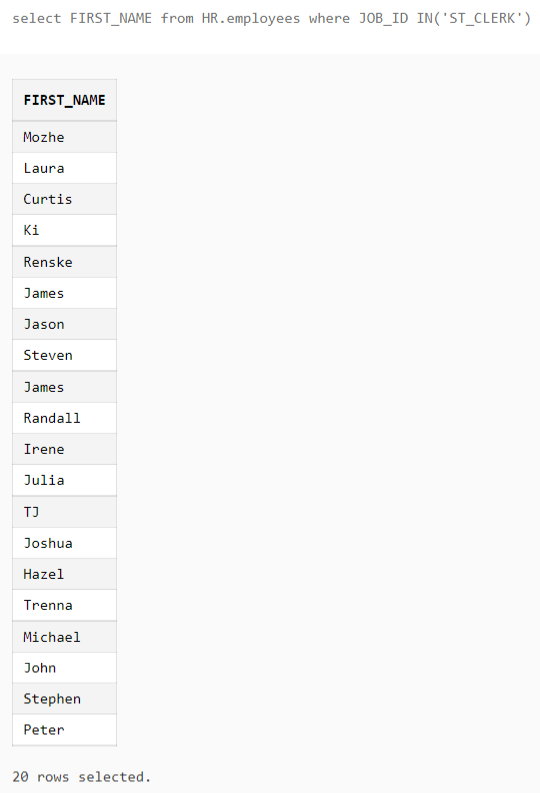 select FIRST_NAME from HR.employees where JOB_ID IN('ST_CLERK')
FIRST_NAME
Mozhe
Laura
Curtis
Ki
Renske
James
Jason
Steven
James
Randall
Irene
Julia
TJ
Joshua
Hazel
Trenna
Michael
John
Stephen
Peter
20 rows selected.